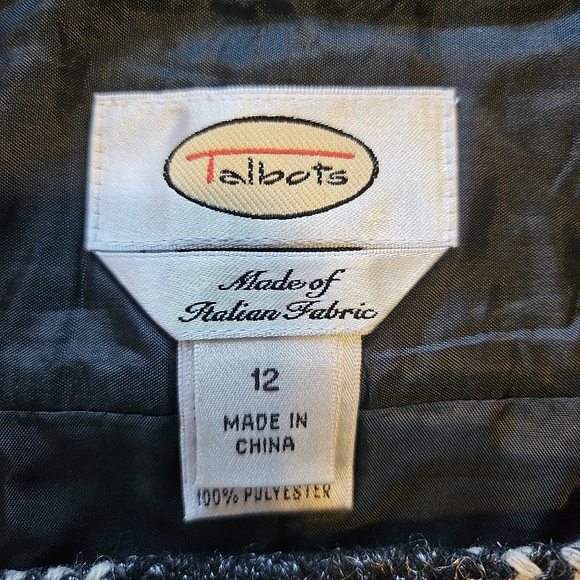 Talbots
Made of
Italian Fabric
12
MADE IN
CHINA
100% POLYESTER